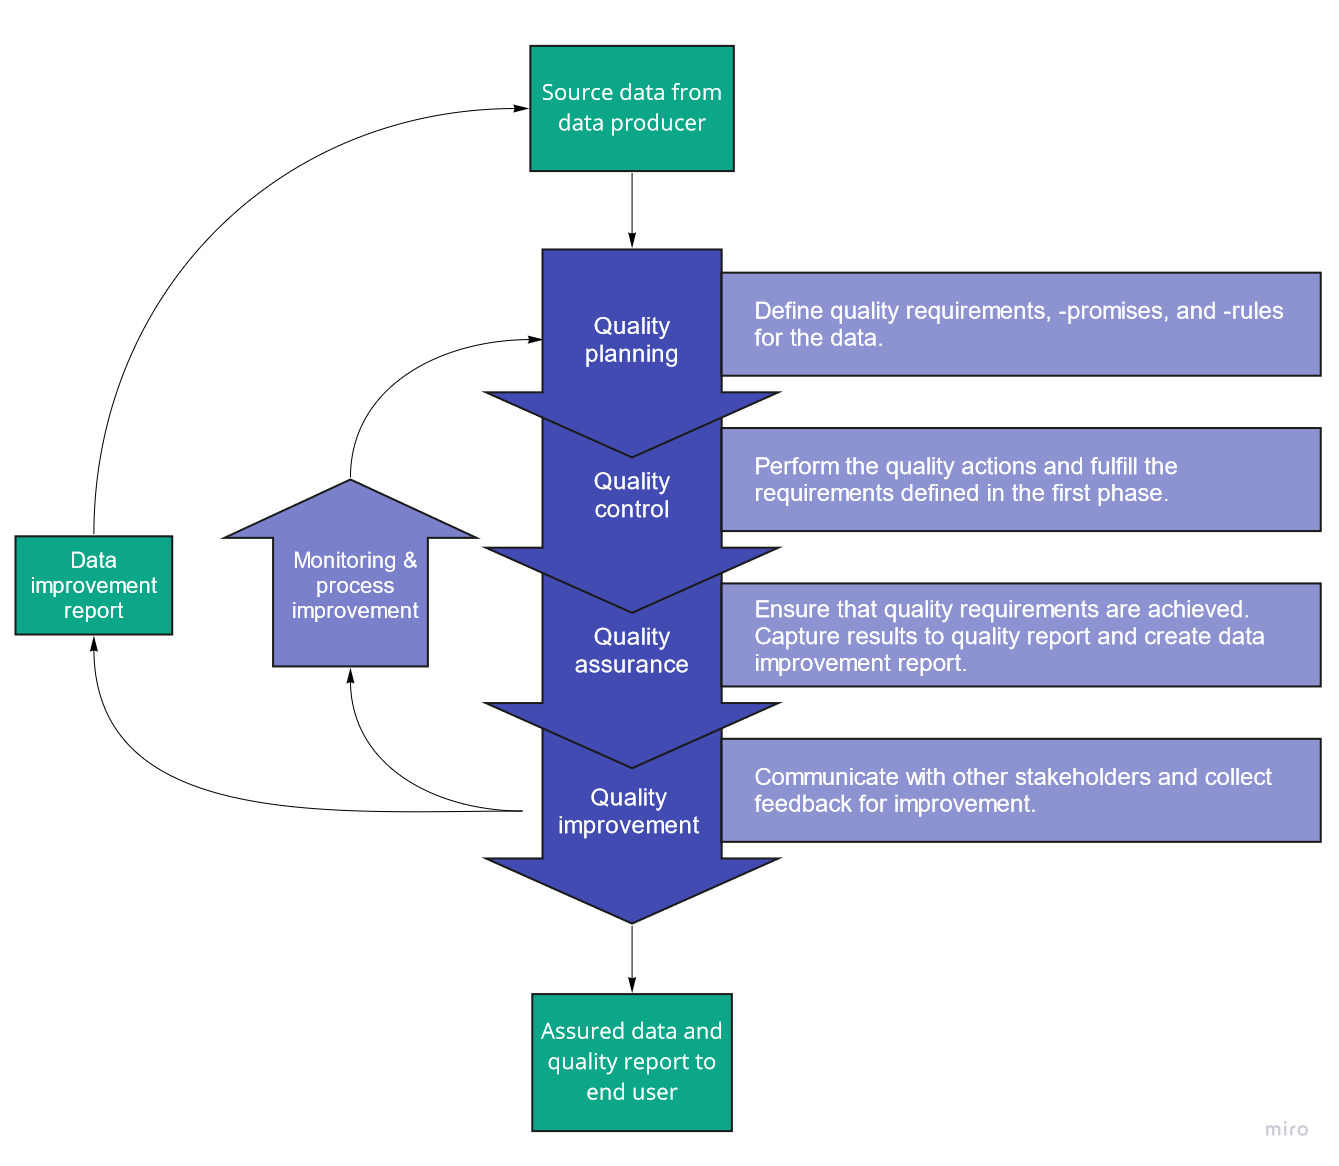 Source data from
data producer
Quality
planning
Define quality requirements, -promises, and -rules
for the data.
Quality
control
Perform the quality actions and fulfill the
requirements defined in the first phase.
Data
improvement
report
Monitoring &
process
improvement
Quality
assurance
Ensure that quality requirements are achieved.
Capture results to quality report and create data
improvement report.
Quality
improvement
Communicate with other stakeholders and collect
feedback for improvement.
Assured data and
quality report to
end user
miro